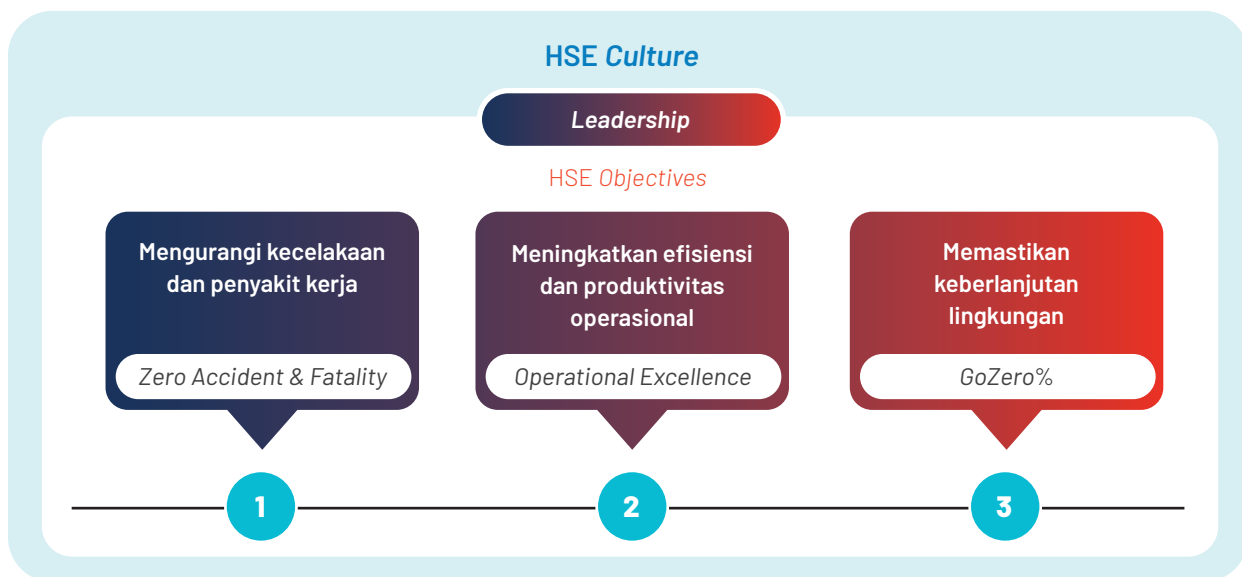 HSE Culture
Leadership
HSE Objectives
Mengurangi kecelakaan
dan penyakit kerja
Zero Accident & Fatality
1
Meningkatkan efisiensi
dan produktivitas
operasional
Operational Excellence
2
Memastikan
keberlanjutan
lingkungan
GoZero%
3